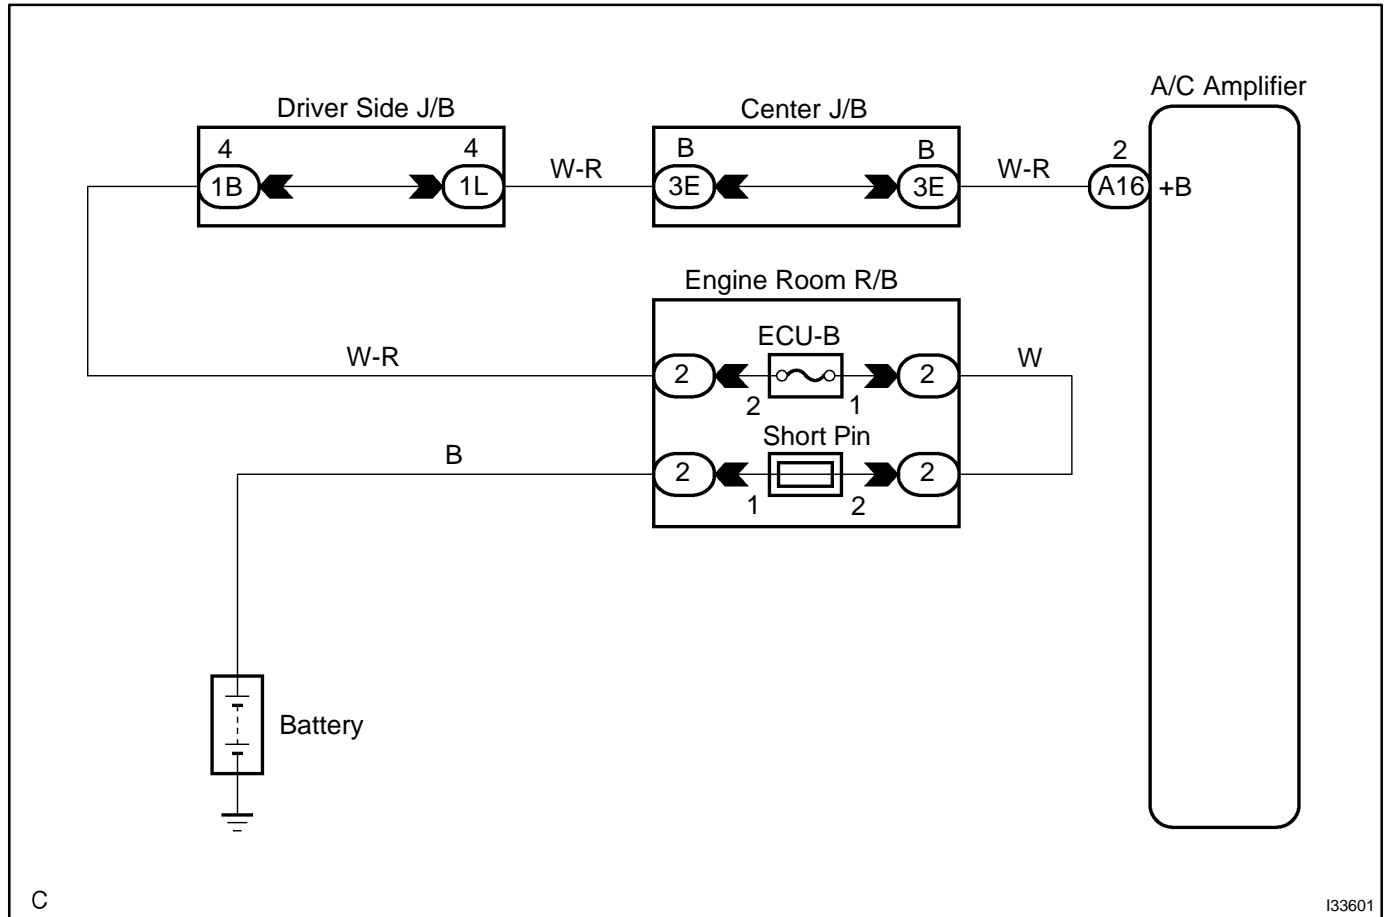 A/C Amplifier
Driver Side J/B
Center J/B
4
4
B
B
2
1B
1L
W-R
3E
3E
W-R
A16
+B
Engine Room R/B
ECU-B
W-R
2
2
W
2
1
Short Pin
B
2
2
1
2
Battery
C
I33601